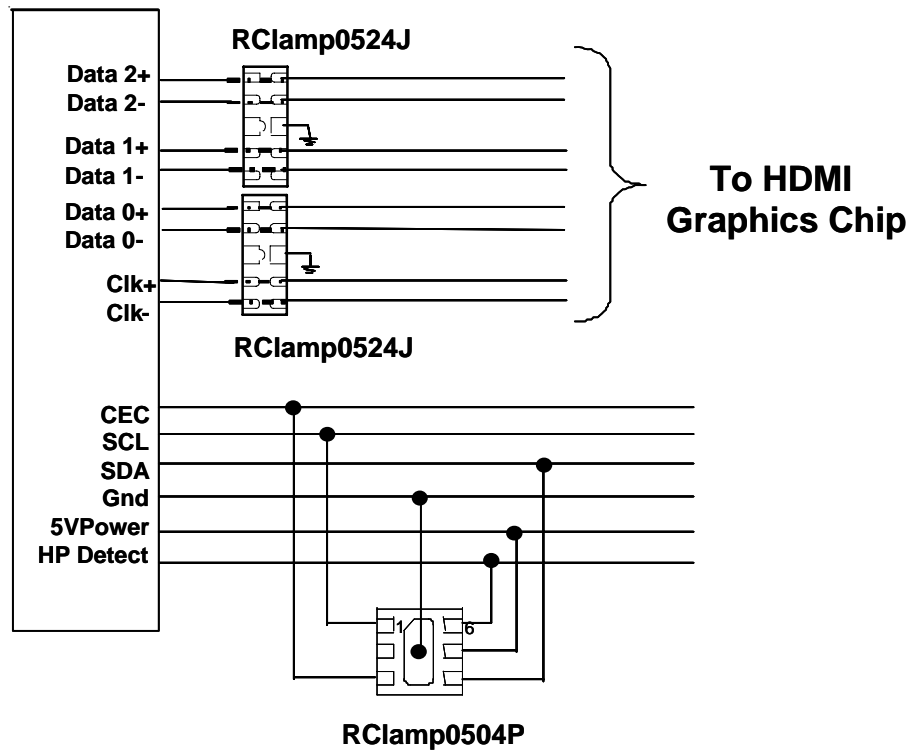 RClamp0524J
Data 2+
Data 2-
Data 1+
Data 1-
Data 0+
Data 0-
Clk+
Clk-
To HDMI
Graphics Chip
RClamp0524J
CEC
SCL
SDA
Gnd
5VPower
HP Detect
1
6
RClamp0504P